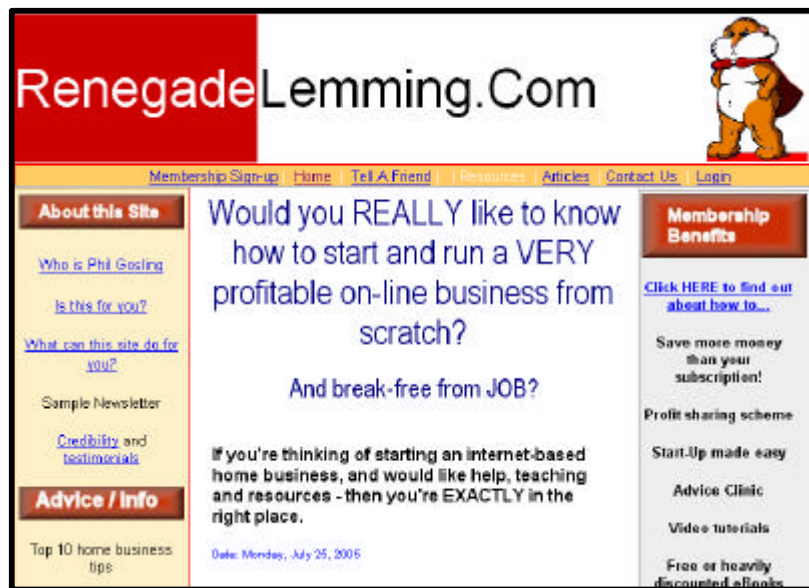 RenegadeLemming.Com
Membership Sign-up | Home | Tell A Friend | | Resources | Articles | Contact Us | Login
About this Site
Who is Phil Gosling
Is this for you?
What can this site do for
you?
Sample Newsletter
Credibility and
testimonials
Advice / Info
Top 10 home business
tips
Would you REALLY like to know
how to start and run a VERY
profitable on-line business from
scratch?
And break-free from JOB?
If you're thinking of starting an internet-based
home business, and would like help, teaching
and resources - then you're EXACTLY in the
right place.
Date: Monday, July 25, 2005
Membership
Benefits
Click HERE to find out
about how to...
Save more money
than your
subscription!
Profit sharing scheme
Start-Up made easy
Advice Clinic
Video tutorials
Free or heavily
discounted eBooks